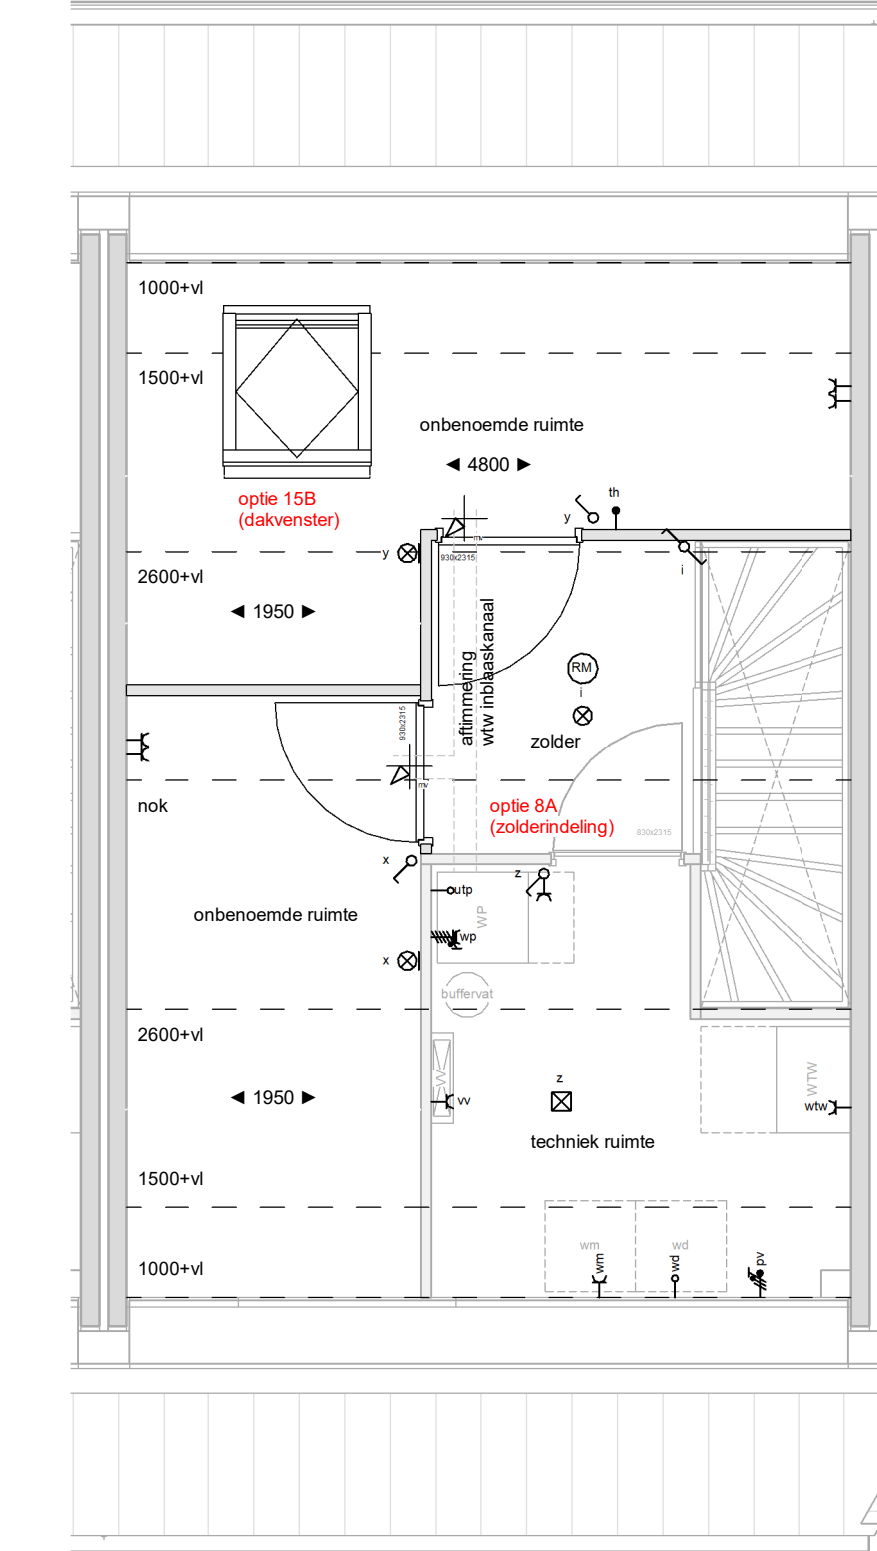 1000+vl
1500+vl
onbenoemde ruimte
◄ 4800 ►
optie 15B
(dakvenster)
th
y
mv
y
930x2315
i
2600+vl
◄ 1950 ►
aftimmering
wtw inblaaskanaal
RM
i
930x2315
zolder
mv
nok
optie 8A
(zolderindeling)
930x2315
x
z
utp
WP
onbenoemde ruimte
wp
x
buffervat
2600+vl
VV
z
WTW
◄ 1950 ►
vv
wtw
techniek ruimte
1500+vl
wm
wd
wm
wd
pv
1000+vl